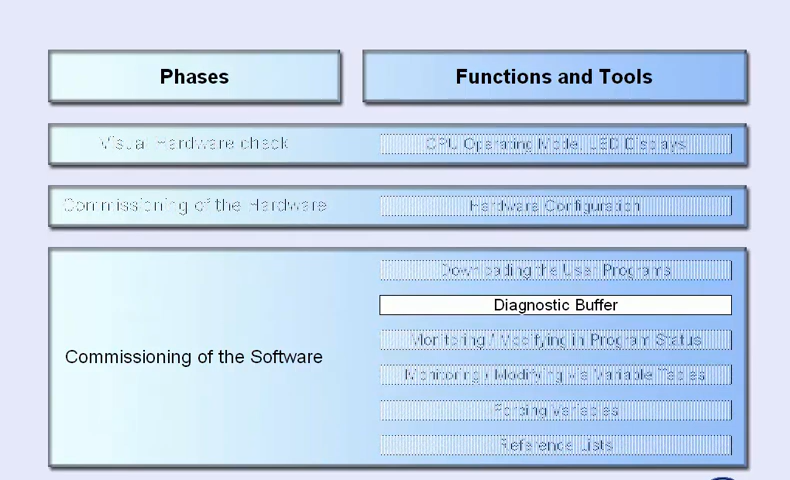 Phases
Functions and Tools
Visual Hardware check
CPU Operating Mode, LED Displays
Commissioning of the Hardware
Hardware Configuration
Commissioning of the Software
Downloading the User Programs
Diagnostic Buffer
Monitoring / Modifying in Program Status
Monitoring / Modifying via Variable Tables
Forcing Variables
Reference Lists